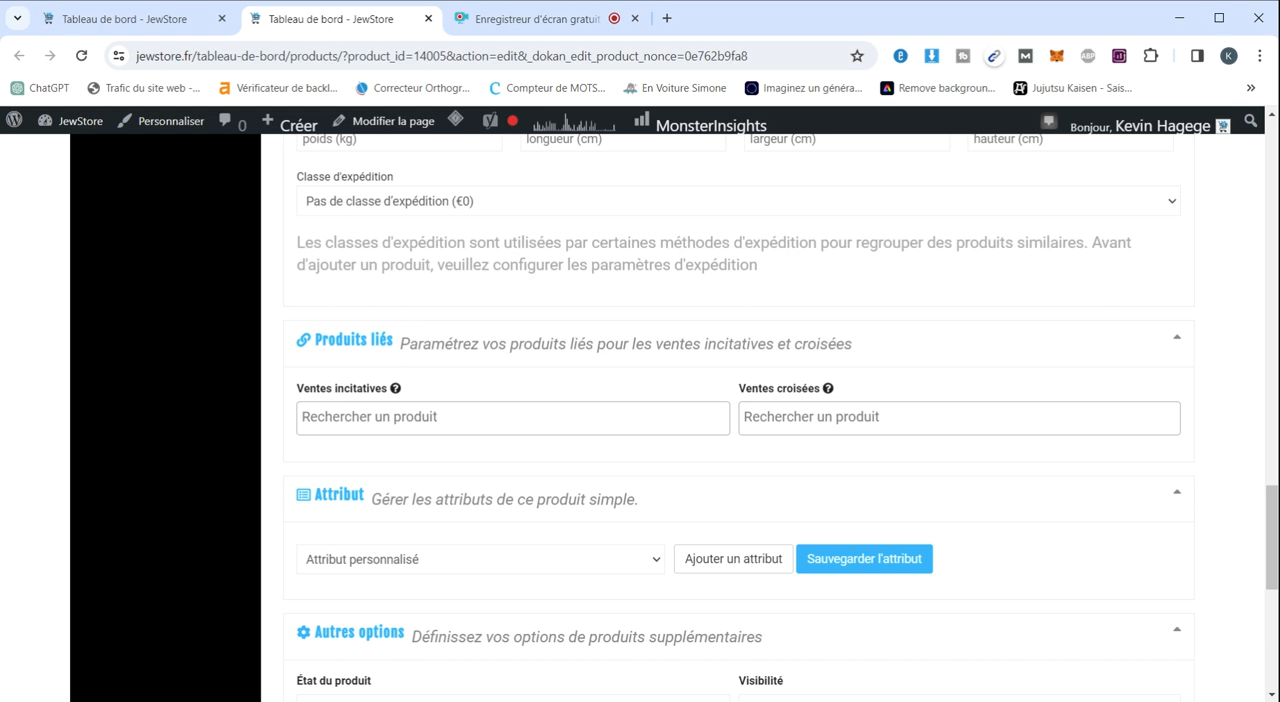 Tableau de bord - JewStore
Tableau de bord - JewStore
Enregistreur d'écran gratuit
jewstore.fr/tableau-de-bord/products/?product_id=14005&action=edit&_dokan_edit_product_nonce=0e762b9fa8
K
ChatGPT
Trafic du site web -...
Vérificateur de backl...
Correcteur Orthogr...
Compteur de MOTS...
En Voiture Simone
Imaginez un généra...
Remove backgroun...
Jujutsu Kaisen - Sais...
JewStore
Personnaliser
0
Créer
Modifier la page
MonsterInsights
Bonjour, Kevin Hagege
poids (kg)
longueur (cm)
largeur (cm)
hauteur (cm)
Classe d'expédition
Pas de classe d'expédition (€0)
Les classes d'expédition sont utilisées par certaines méthodes d'expédition pour regrouper des produits similaires. Avant
d'ajouter un produit, veuillez configurer les paramètres d'expédition
Produits liés Paramétrez vos produits liés pour les ventes incitatives et croisées
Ventes incitatives
Ventes croisées
Rechercher un produit
Rechercher un produit
Attribut Gérer les attributs de ce produit simple.
Attribut personnalisé
Ajouter un attribut
Sauvegarder l'attribut
Autres options Définissez vos options de produits supplémentaires
État du produit
Visibilité